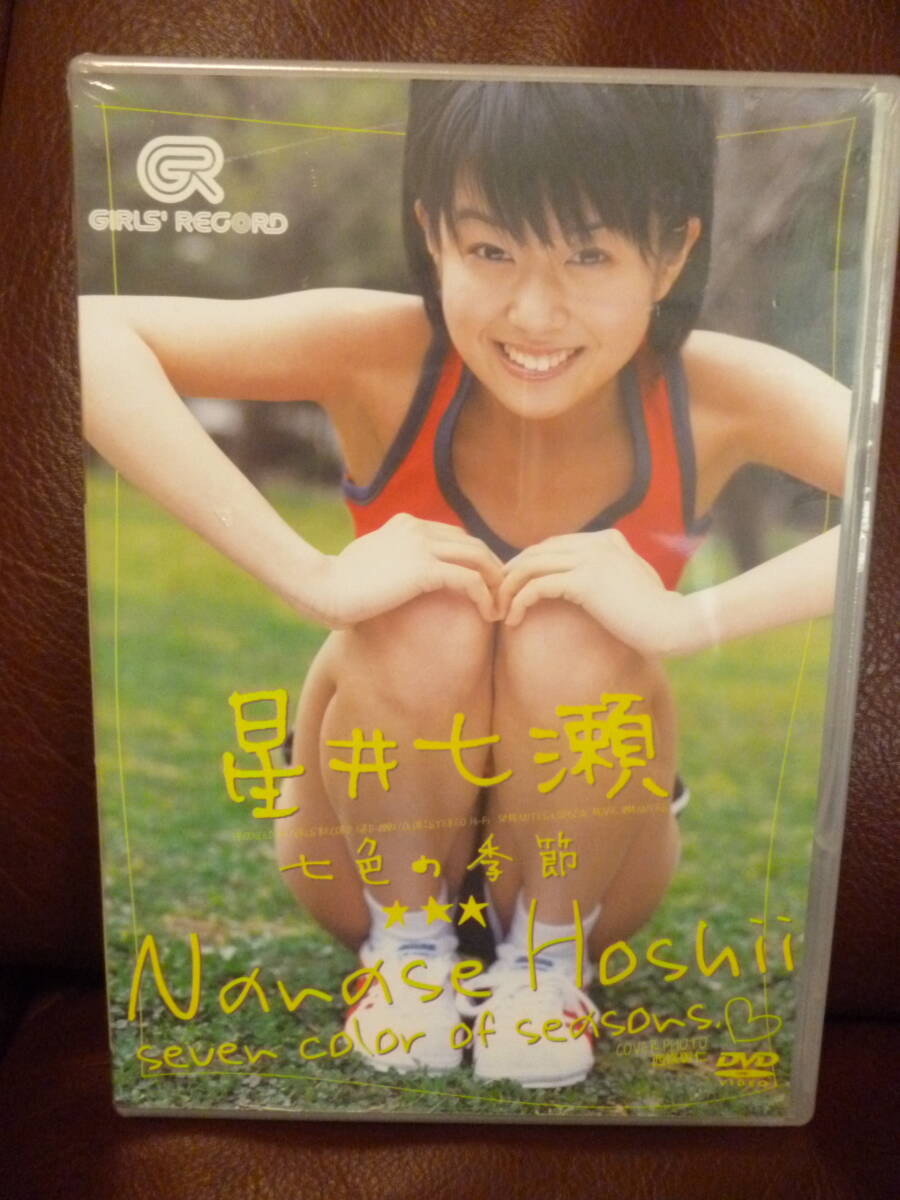 GIRLS' RECORD
星井七瀬
七色の季節
Nanase Hoshii
seven color of seasons.
COVER PHOTO
DVD
VIDEO